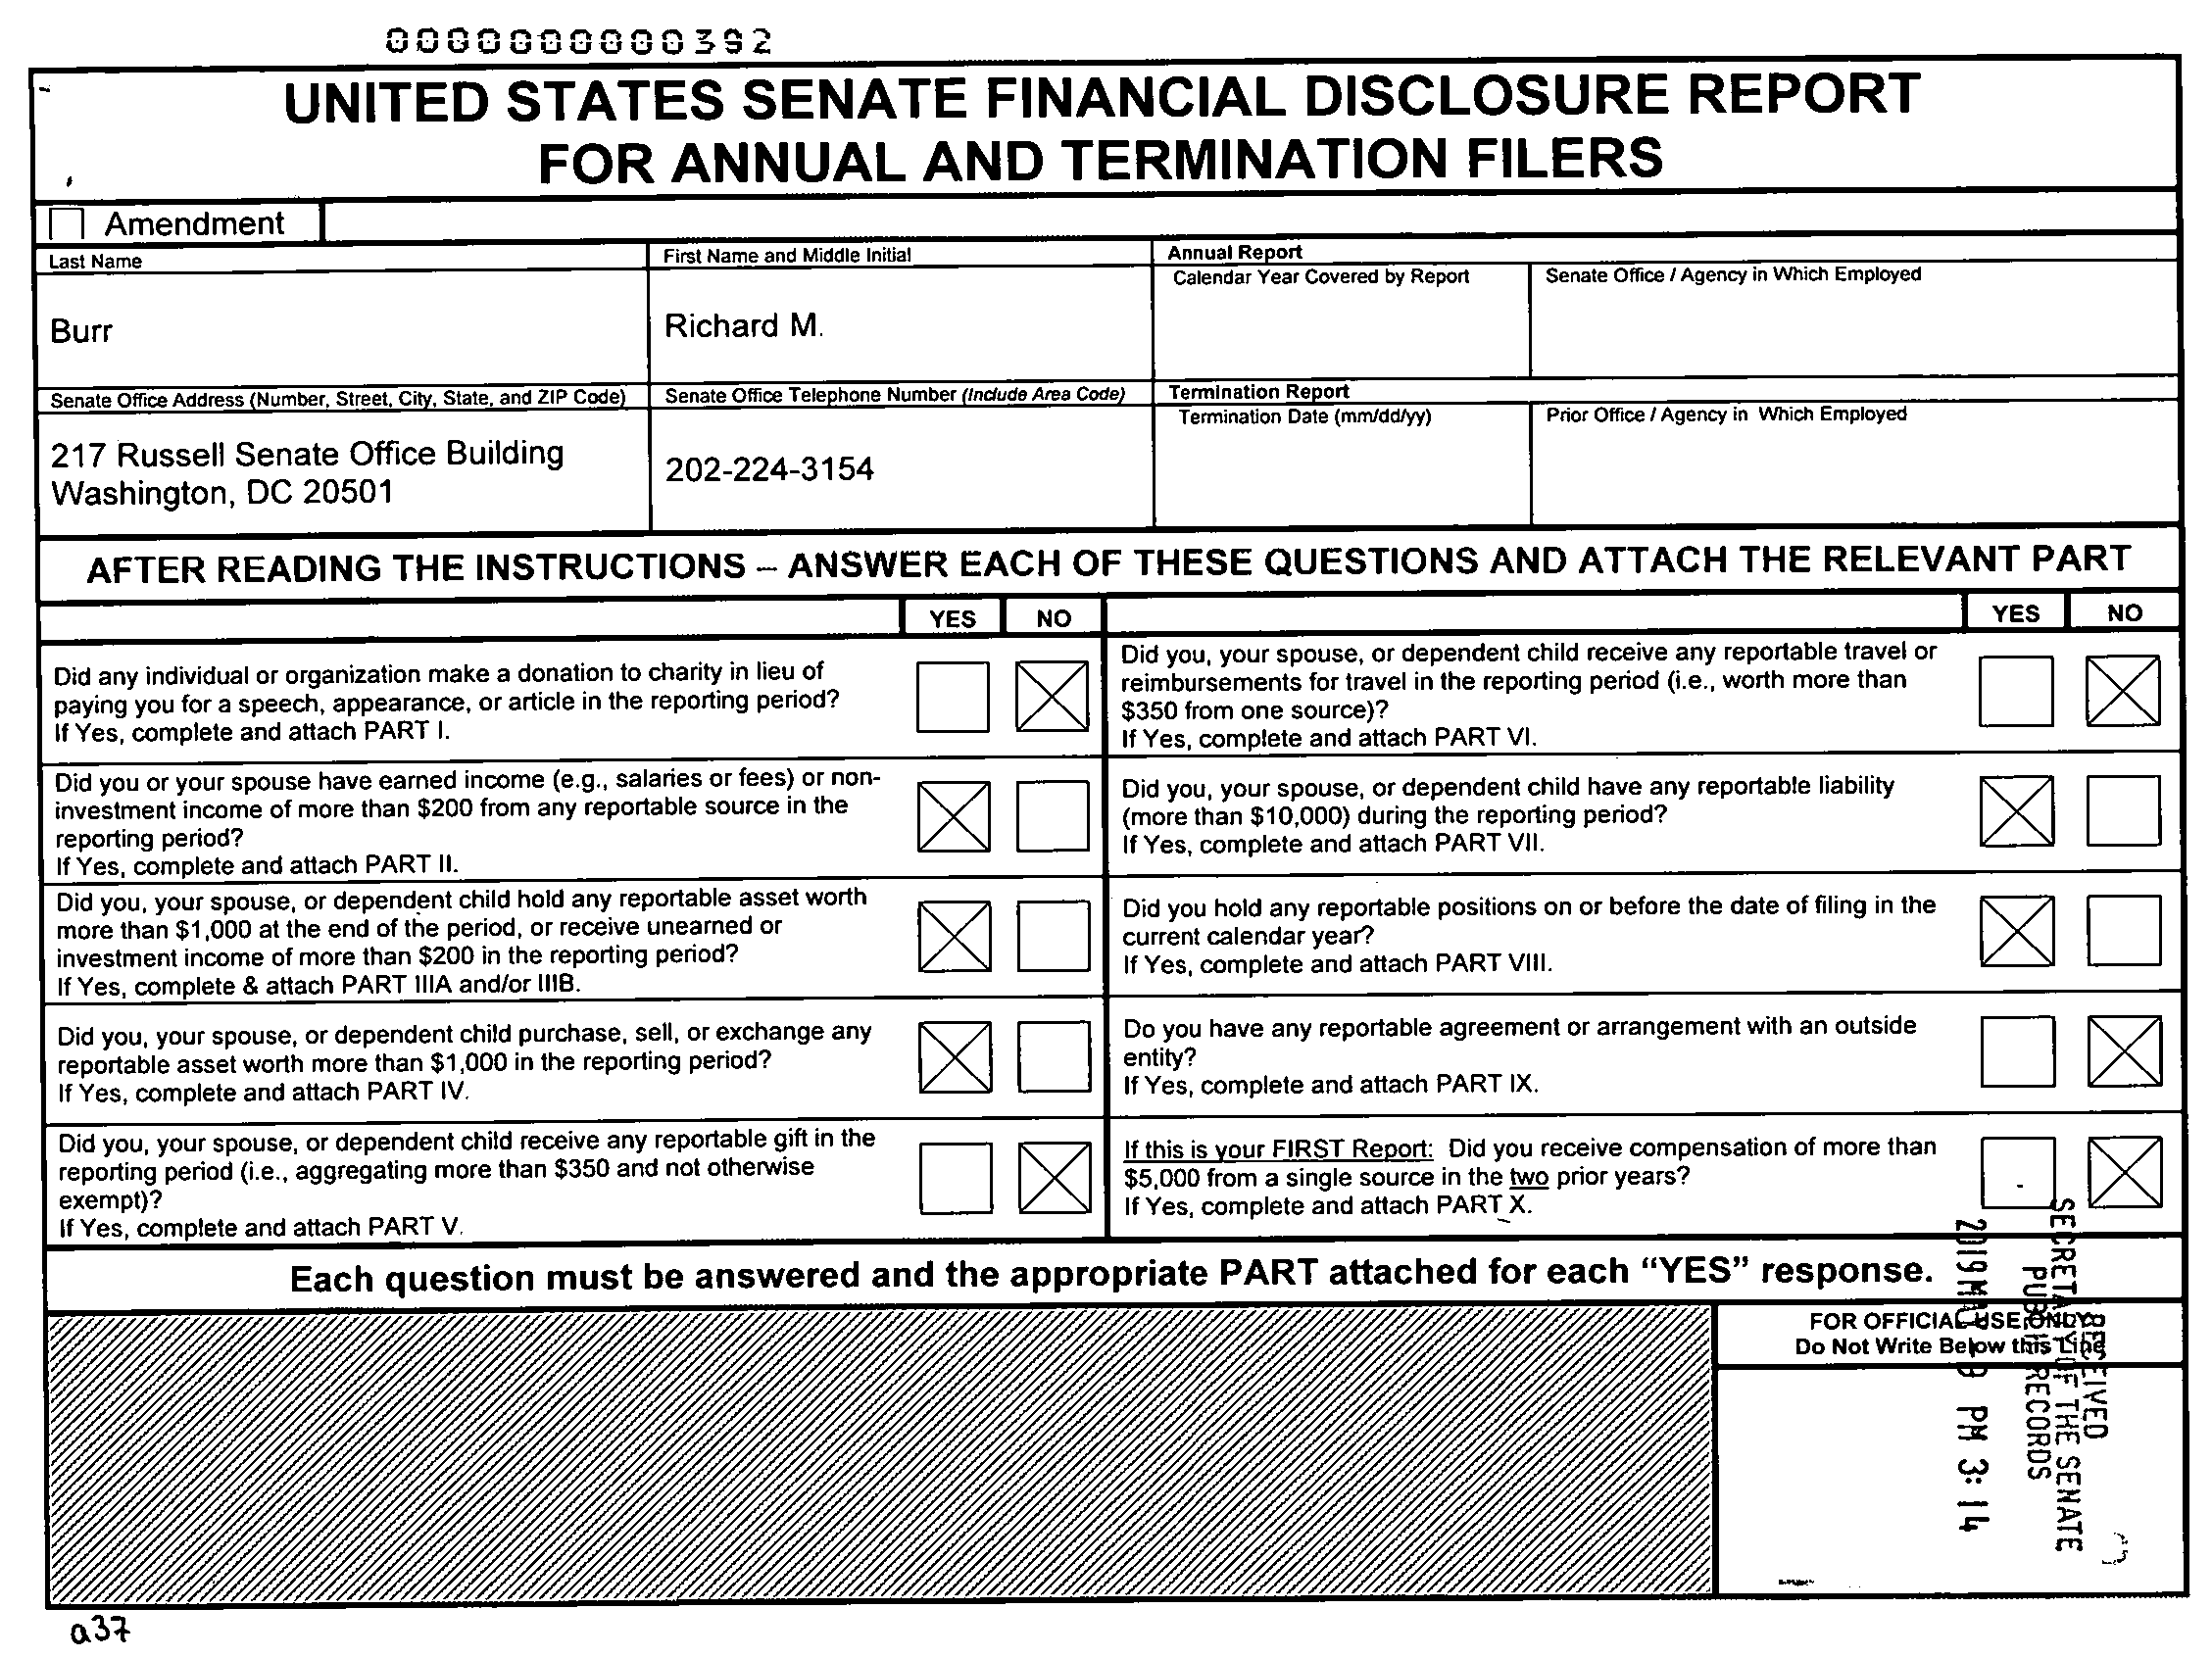 0000000000392
UNITED STATES SENATE FINANCIAL DISCLOSURE REPORT
FOR ANNUAL AND TERMINATION FILERS
Amendment
Last Name
First Name and Middle Initial
Annual Report
Calendar Year Covered by Report
Senate Office / Agency in Which Employed
Burr
Richard M.
Senate Office Address (Number, Street, City, State, and ZIP Code)
Senate Office Telephone Number (Include Area Code)
Termination Report
Termination Date (mm/dd/yy)
Prior Office / Agency in Which Employed
217 Russell Senate Office Building
Washington, DC 20501
202-224-3154
AFTER READING THE INSTRUCTIONS – ANSWER EACH OF THESE QUESTIONS AND ATTACH THE RELEVANT PART
YES NO
YES NO
Did any individual or organization make a donation to charity in lieu of
paying you for a speech, appearance, or article in the reporting period?
If Yes, complete and attach PART I.
Did you, your spouse, or dependent child receive any reportable travel or
reimbursements for travel in the reporting period (i.e., worth more than
$350 from one source)?
If Yes, complete and attach PART VI.
Did you or your spouse have earned income (e.g., salaries or fees) or non-
investment income of more than $200 from any reportable source in the
reporting period?
If Yes, complete and attach PART II.
Did you, your spouse, or dependent child have any reportable liability
(more than $10,000) during the reporting period?
If Yes, complete and attach PART VII.
Did you, your spouse, or dependent child hold any reportable asset worth
more than $1,000 at the end of the period, or receive unearned or
investment income of more than $200 in the reporting period?
If Yes, complete & attach PART IIIA and/or IIIB.
Did you hold any reportable positions on or before the date of filing in the
current calendar year?
If Yes, complete and attach PART VIII.
Did you, your spouse, or dependent child purchase, sell, or exchange any
reportable asset worth more than $1,000 in the reporting period?
If Yes, complete and attach PART IV.
Do you have any reportable agreement or arrangement with an outside
entity?
If Yes, complete and attach PART IX.
Did you, your spouse, or dependent child receive any reportable gift in the
reporting period (i.e., aggregating more than $350 and not otherwise
exempt)?
If Yes, complete and attach PART V.
If this is your FIRST Report: Did you receive compensation of more than
$5,000 from a single source in the two prior years?
If Yes, complete and attach PART X.
Each question must be answered and the appropriate PART attached for each “YES” response.
FOR OFFICIAL USE ONLY
Do Not Write Below this Line
RECEIVED
SECRETARY OF THE SENATE
PUBLIC RECORDS
2019 PM 3:14
a37